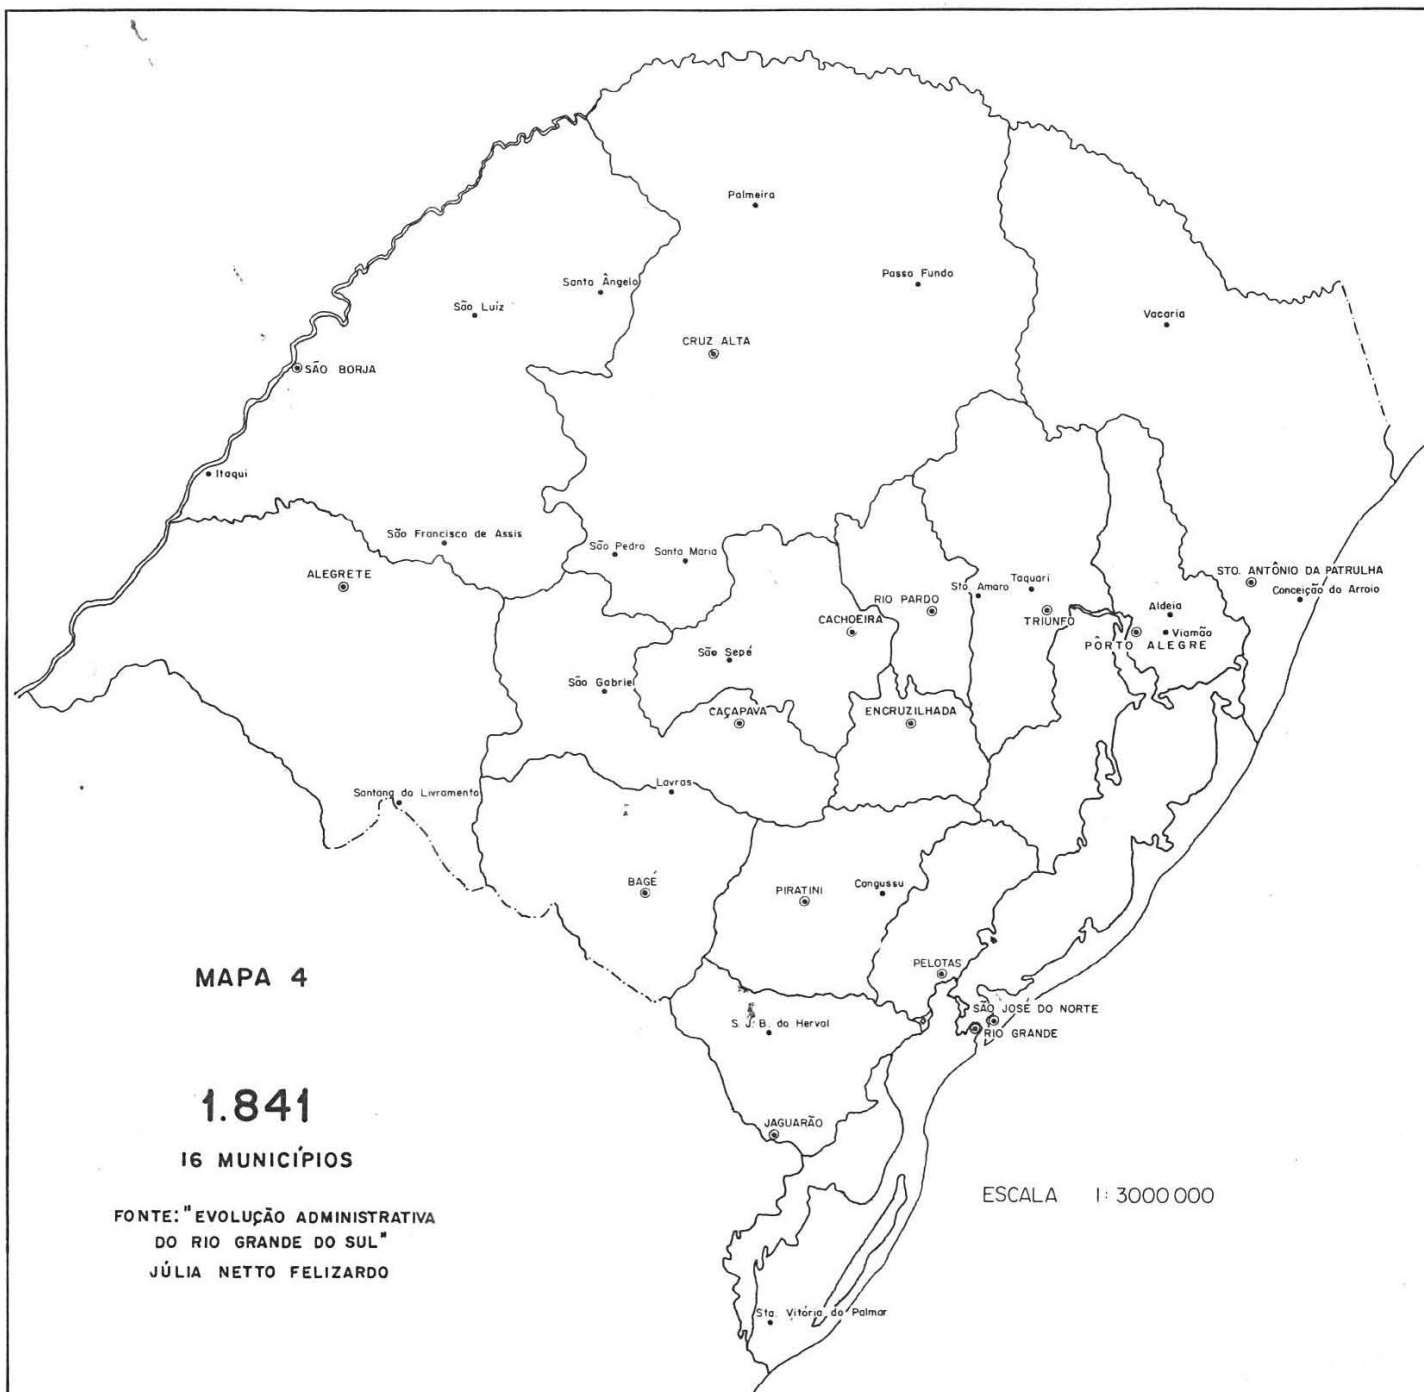 Palmeira
Passo Fundo
Santo Ângelo
São Luiz
Vacaria
CRUZ ALTA
SÃO BORJA
Itaqui
São Francisco de Assis
São Pedro
Santa Maria
ALEGRETE
STO. ANTÔNIO DA PATRULHA
Conceição do Arroio
Taquari
Sto. Amaro
RIO PARDO
Aldeia
TRIUNFO
CACHOEIRA
Viamão
PÔRTO ALEGRE
São Sepé
São Gabriel
CAÇAPAVA
ENCRUZILHADA
Lavras
Santana do Livramento
BAGÉ
PIRATINI
Cangussu
PELOTAS
MAPA 4
SÃO JOSÉ DO NORTE
S. J. B. do Herval
RIO GRANDE
1.841
JAGUARÃO
16 MUNICÍPIOS
ESCALA 1: 3000000
FONTE: "EVOLUÇÃO ADMINISTRATIVA
DO RIO GRANDE DO SUL"
JÚLIA NETTO FELIZARDO
Sta. Vitória do Palmar